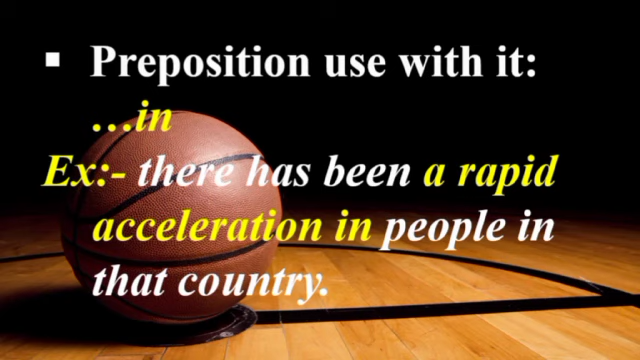 ▪ Preposition use with it:
…in
Ex:- there has been a rapid
acceleration in people in
that country.